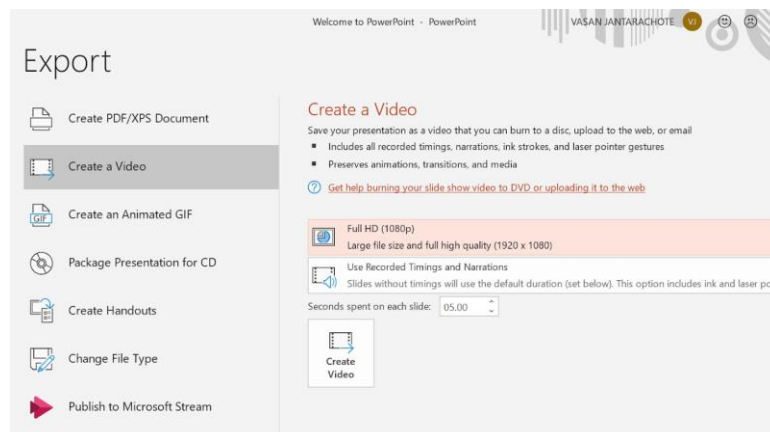 Welcome to PowerPoint - PowerPoint
VASAN JANTARACHOTE VJ
Export
Create PDF/XPS Document
Create a Video
Create an Animated GIF
GIF
Package Presentation for CD
Create Handouts
Change File Type
Publish to Microsoft Stream
Create a Video
Save your presentation as a video that you can burn to a disc, upload to the web, or email
Includes all recorded timings, narrations, ink strokes, and laser pointer gestures
Preserves animations, transitions, and media
Get help burning your slide show video to DVD or uploading it to the web
Full HD (1080p)
Large file size and full high quality (1920 x 1080)
Use Recorded Timings and Narrations
Slides without timings will use the default duration (set below). This option includes ink and laser po
Seconds spent on each slide: 05.00
Create
Video